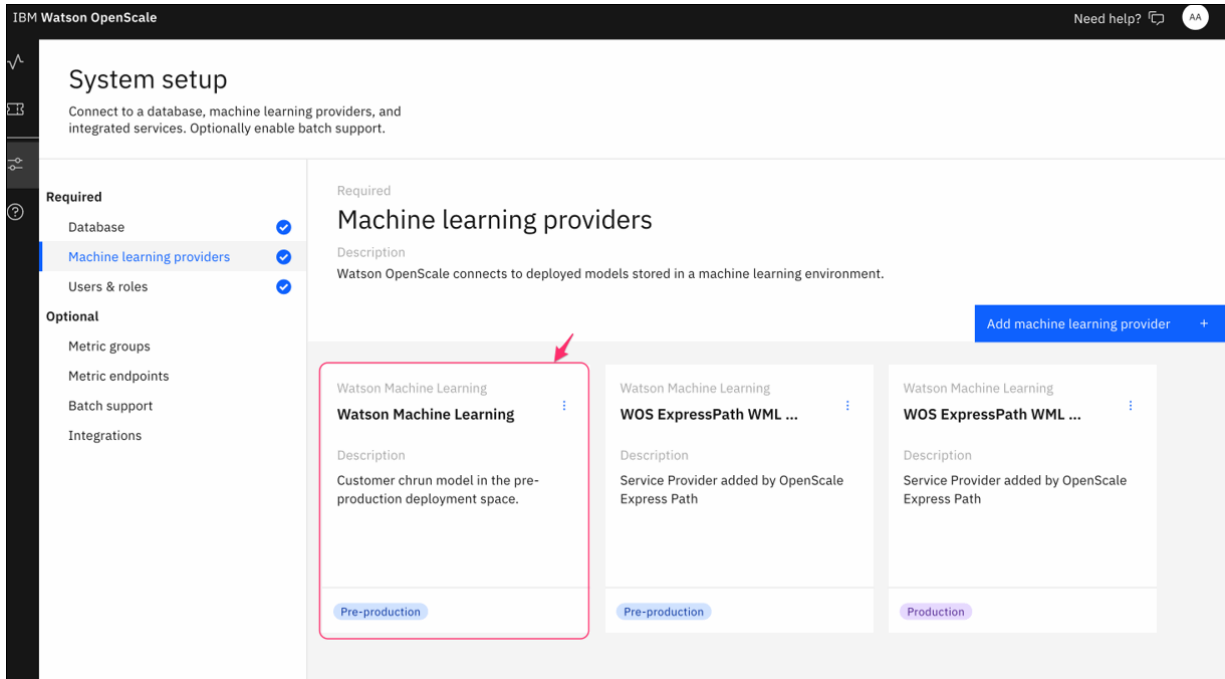 IBM Watson OpenScale
Need help?
AA
System setup
Connect to a database, machine learning providers, and
integrated services. Optionally enable batch support.
Required
Database
Machine learning providers
Users & roles
Optional
Metric groups
Metric endpoints
Batch support
Integrations
Required
Machine learning providers
Description
Watson OpenScale connects to deployed models stored in a machine learning environment.
Add machine learning provider +
Watson Machine Learning
Watson Machine Learning
Description
Customer chrun model in the pre-
production deployment space.
Pre-production
Watson Machine Learning
WOS ExpressPath WML ...
Description
Service Provider added by OpenScale
Express Path
Pre-production
Watson Machine Learning
WOS ExpressPath WML ...
Description
Service Provider added by OpenScale
Express Path
Production